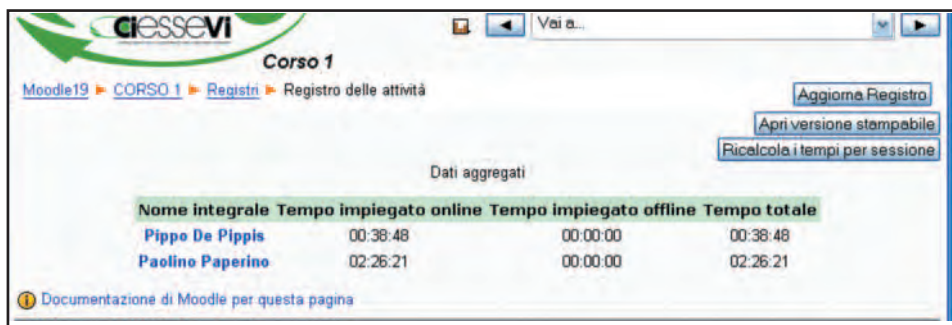 CiesseVi
Vai a...
Corso 1
Moodle19 ► CORSO 1 ► Registri ► Registro delle attività
Aggiorna Registro
Apri versione stampabile
Ricalcola i tempi per sessione
Dati aggregati
Nome integrale Tempo impiegato online Tempo impiegato offline Tempo totale
Pippo De Pippis 00:38:48 00:00:00 00:38:48
Paolino Paperino 02:26:21 00:00:00 02:26:21
Documentazione di Moodle per questa pagina